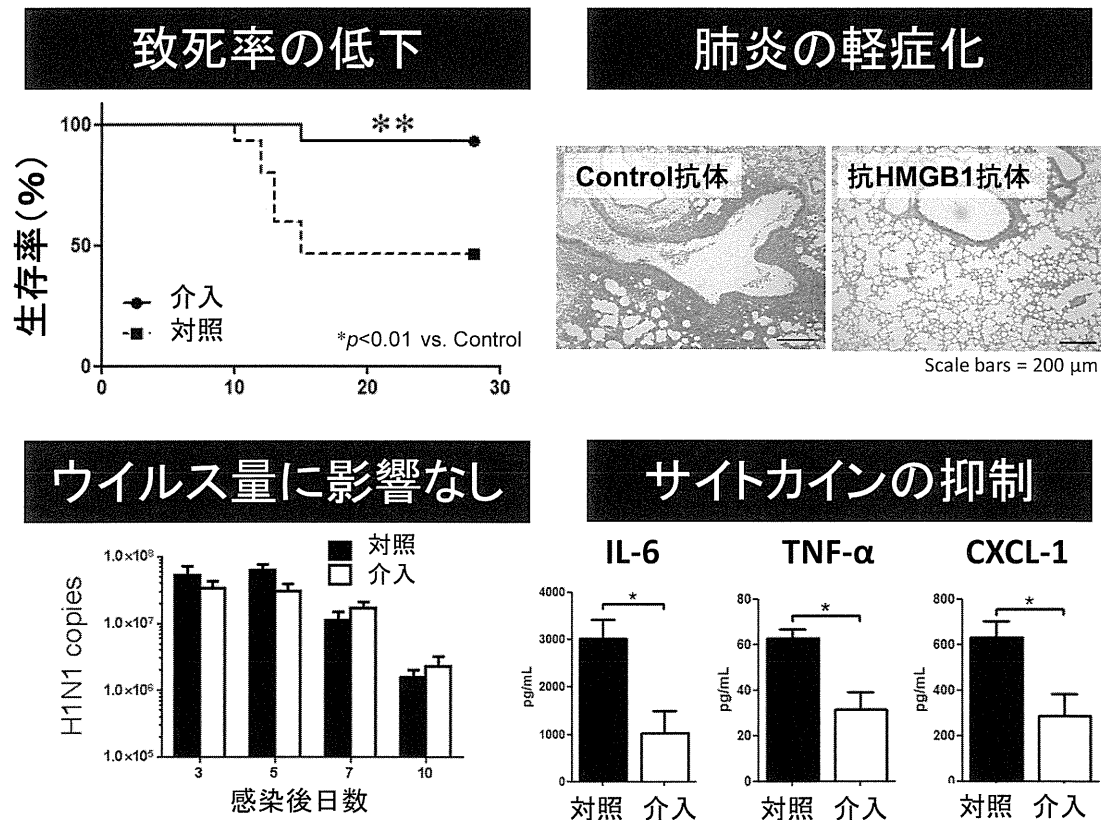 致死率の低下
100
50
0
生存率(%)
**
介入
対照
*p<0.01 vs. Control
0
10
20
30
肺炎の軽症化
Control抗体
抗HMGB1抗体
Scale bars = 200 μm
ウイルス量に影響なし
対照
介入
1.0×10⁸
1.0×10⁷
1.0×10⁶
1.0×10⁵
H1N1 copies
3
5
7
10
感染後日数
サイトカインの抑制
IL-6
4000
3000
2000
1000
0
pg/mL
*
対照
介入
TNF-α
80
60
40
20
0
pg/mL
*
対照
介入
CXCL-1
800
600
400
200
0
pg/mL
*
対照
介入